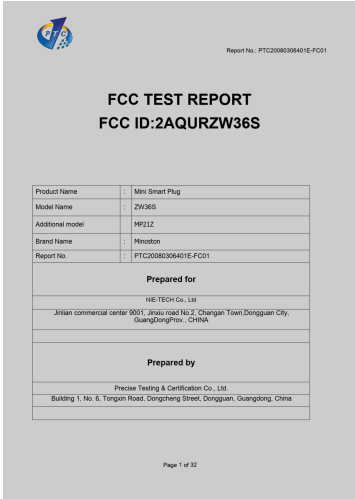 PTC
Report No.: PTC20080306401E-FC01
FCC TEST REPORT
FCC ID:2AQURZW36S
Product Name : Mini Smart Plug
Model Name : ZW36S
Additional model MP21Z
Brand Name : Minoston
Report No. : PTC20080306401E-FC01
Prepared for
NIE-TECH Co., Ltd
Jinlian commercial center 9001, Jinxiu road No.2, Changan Town,Dongguan City,
GuangDongProv., CHINA
Prepared by
Precise Testing & Certification Co., Ltd.
Building 1, No. 6, Tongxin Road, Dongcheng Street, Dongguan, Guangdong, China
Page 1 of 32